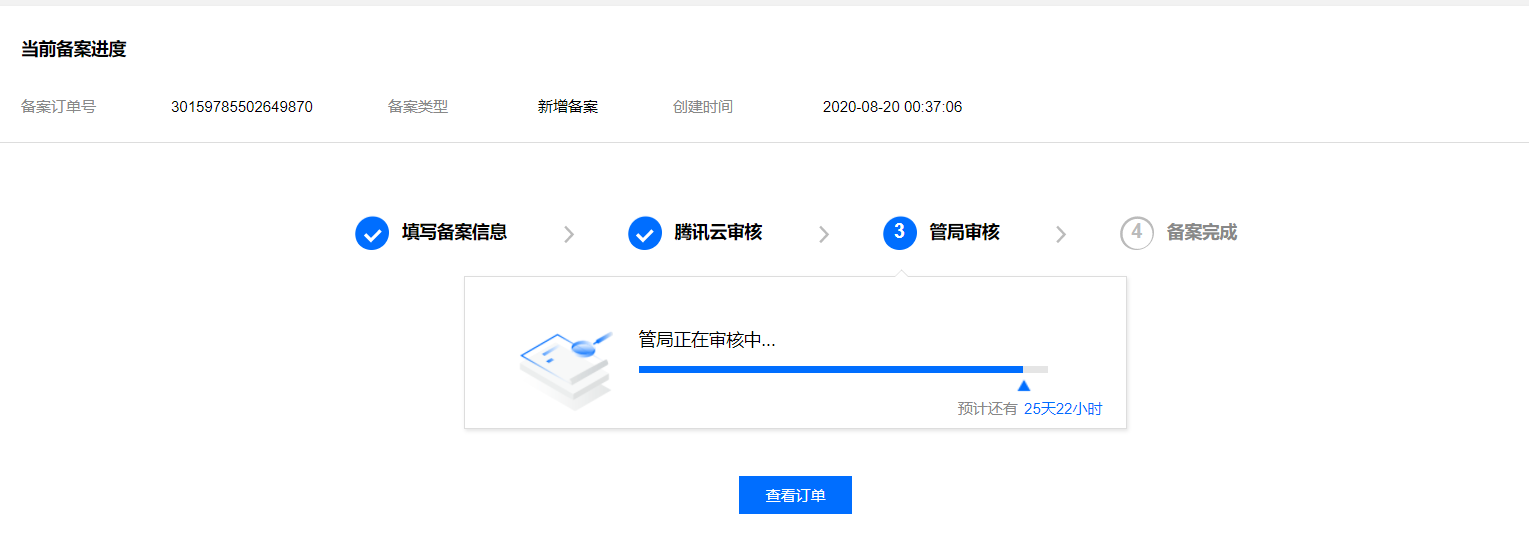 当前备案进度
备案订单号 30159785502649870 备案类型 新增备案 创建时间 2020-08-20 00:37:06
填写备案信息 腾讯云审核 3 管局审核 4 备案完成
管局正在审核中...
预计还有 25天22小时
查看订单